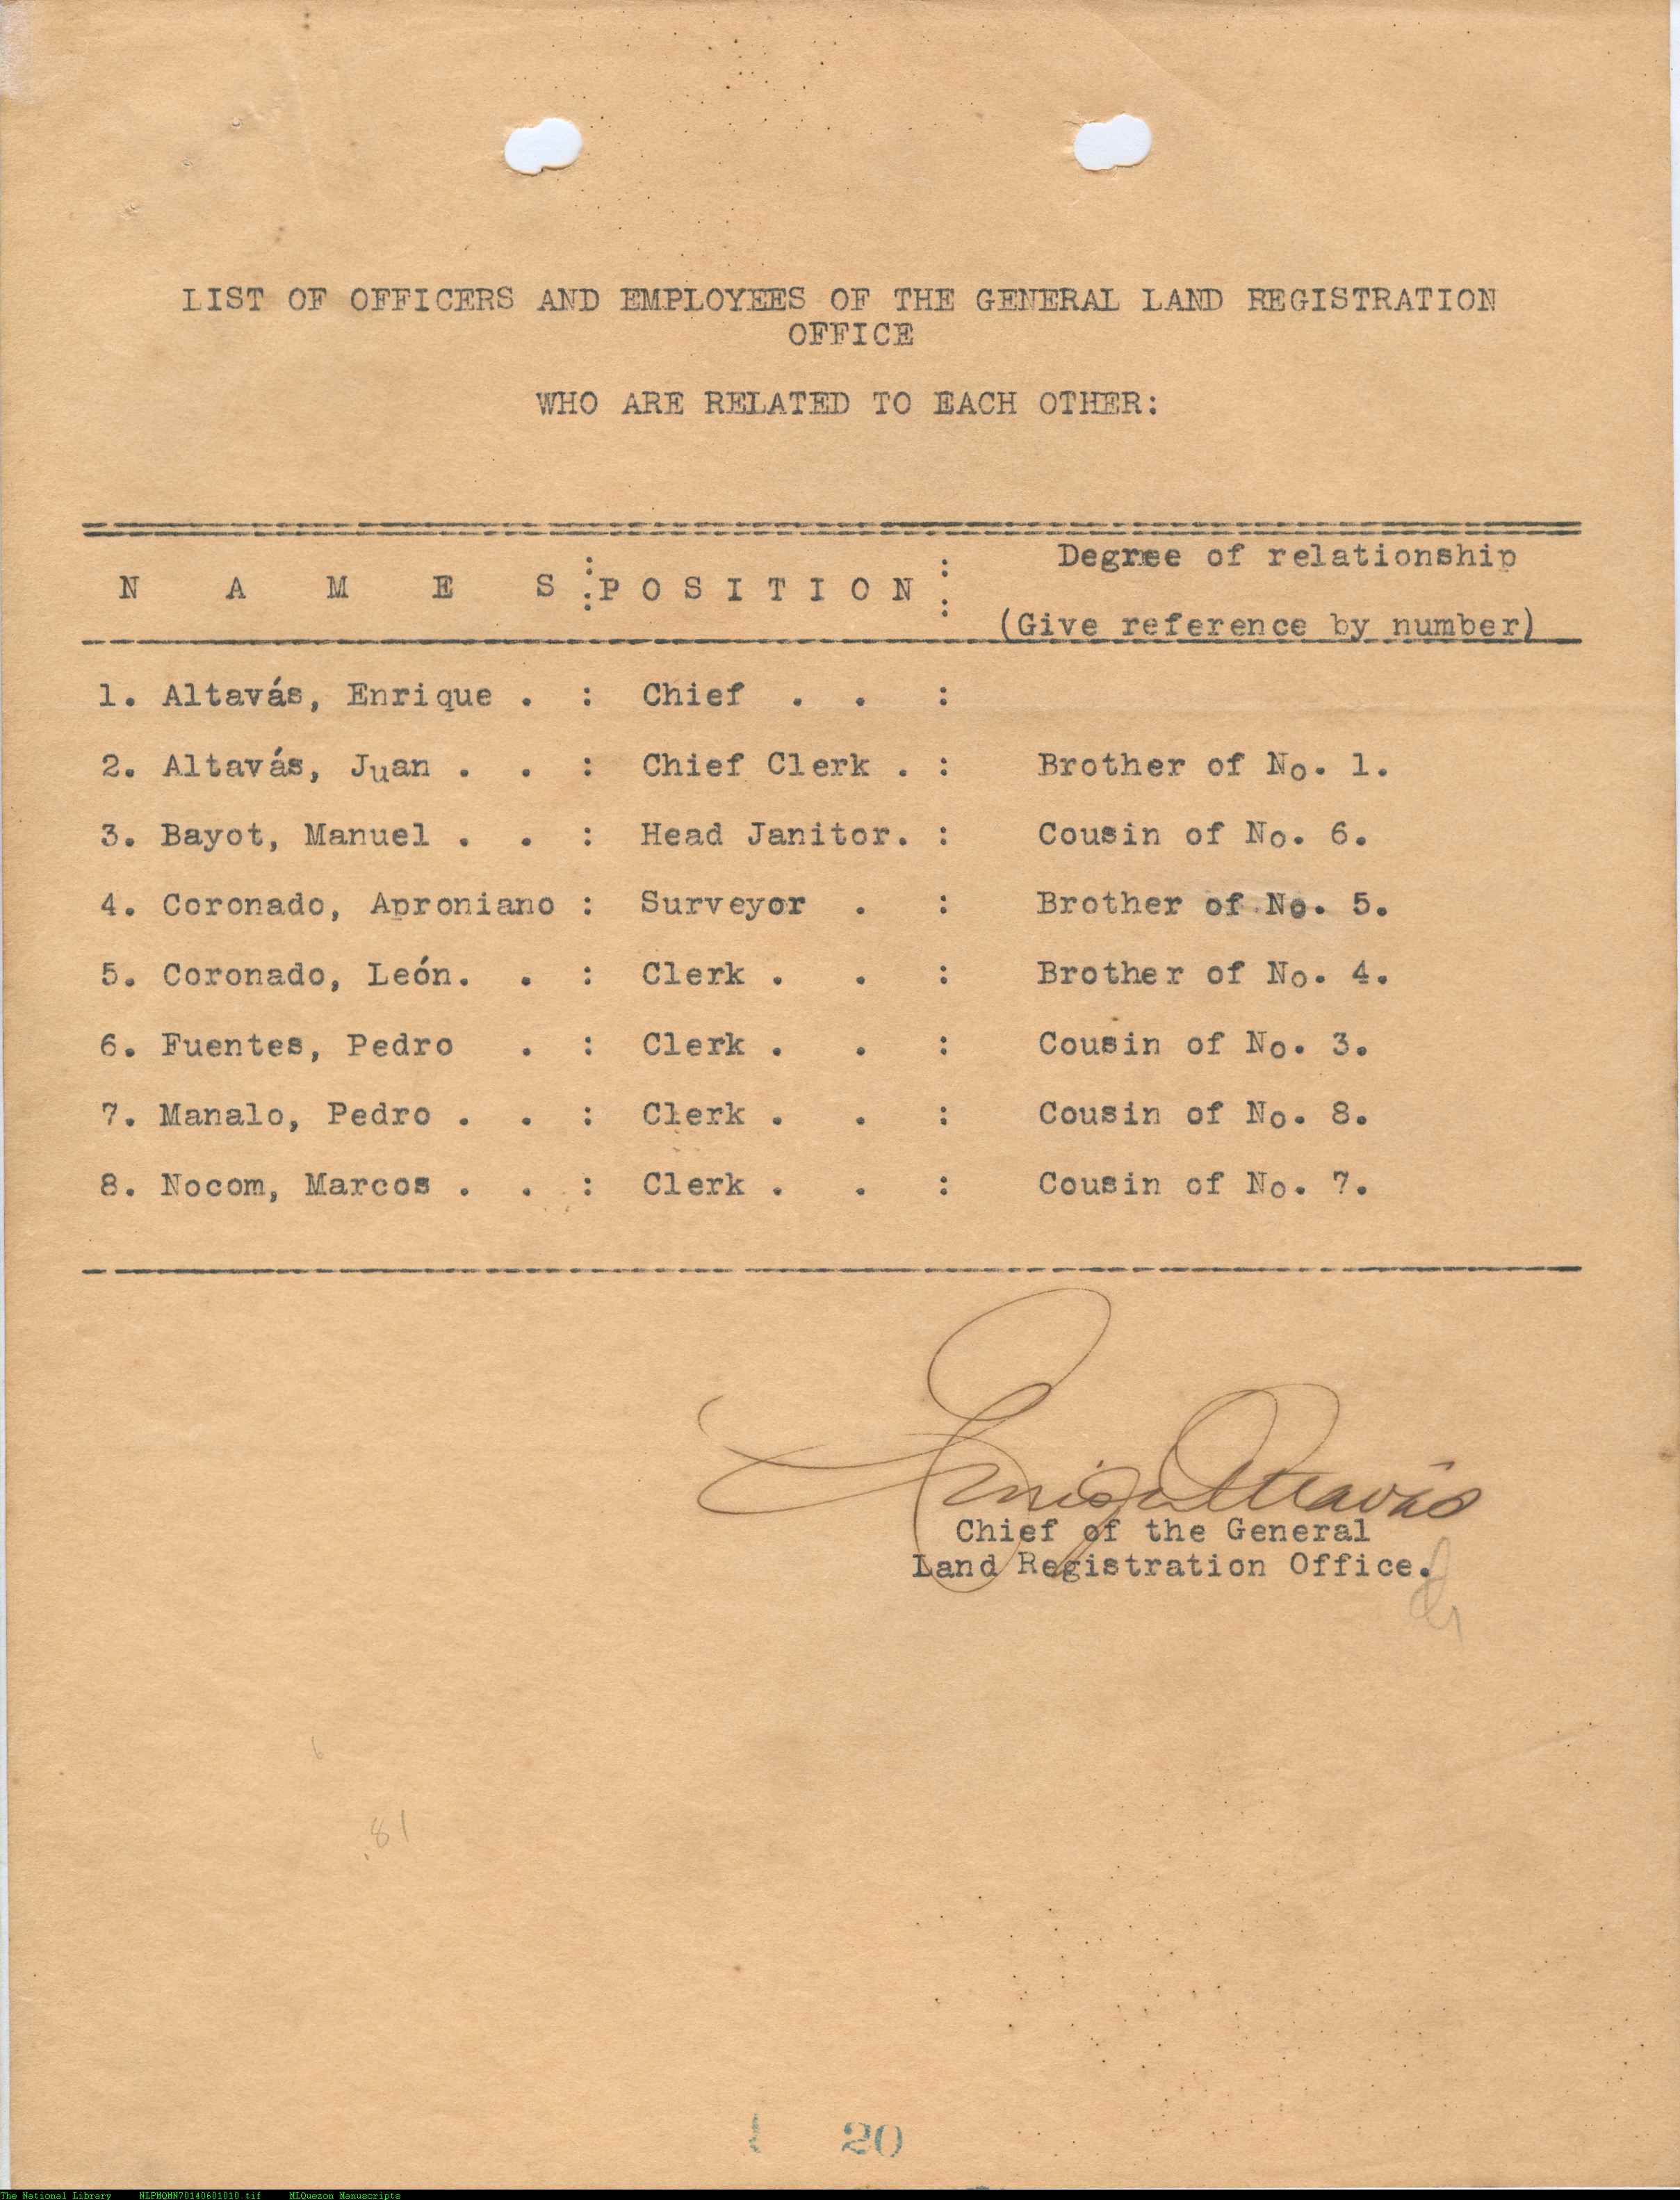 LIST OF OFFICERS AND EMPLOYEES OF THE GENERAL LAND REGISTRATION
OFFICE
WHO ARE RELATED TO EACH OTHER:
N A M E S : P O S I T I O N : Degree of relationship
(Give reference by number)
1. Altavás, Enrique . : Chief . . :
2. Altavás, Juan . . : Chief Clerk . : Brother of No. 1.
3. Bayot, Manuel . . : Head Janitor. : Cousin of No. 6.
4. Coronado, Aproniano : Surveyor . : Brother of No. 5.
5. Coronado, León. . : Clerk . . : Brother of No. 4.
6. Fuentes, Pedro . : Clerk . . : Cousin of No. 3.
7. Manalo, Pedro . . : Clerk . . : Cousin of No. 8.
8. Nocom, Marcos . . : Clerk . . : Cousin of No. 7.
Enrique Altavás
Chief of the General
Land Registration Office.
6
81
20
The National Library NLPMQMN70140601010.tif MLQuezon Manuscripts